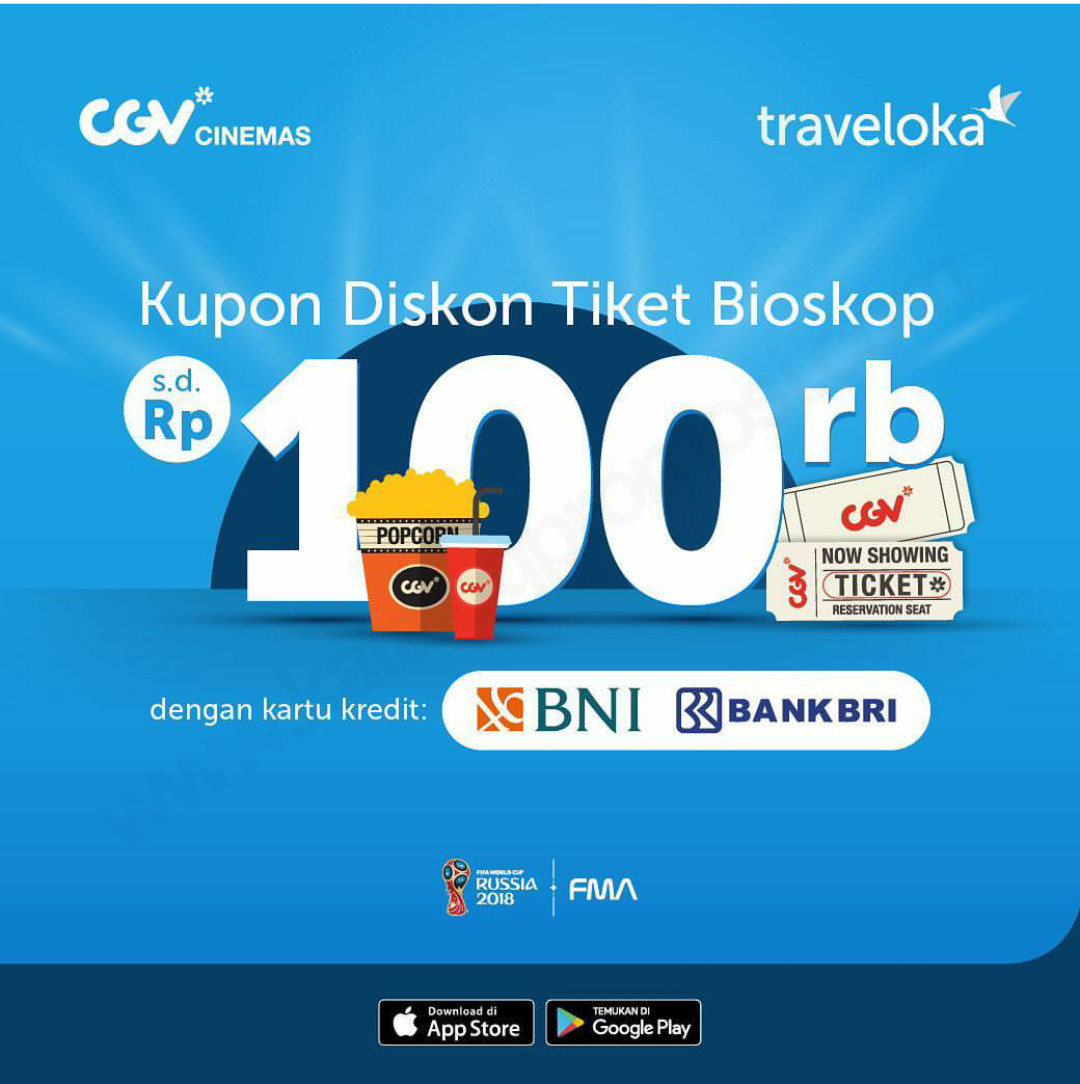 CGV CINEMAS
traveloka
Kupon Diskon Tiket Bioskop
s.d.
Rp 100rb
POPCORN
CGV
CGV
CGV
CGV
NOW SHOWING
TICKET
RESERVATION SEAT
dengan kartu kredit:
BNI
BANK BRI
FIFA WORLD CUP
RUSSIA
2018
FMA
Download di
App Store
TEMUKAN DI
Google Play